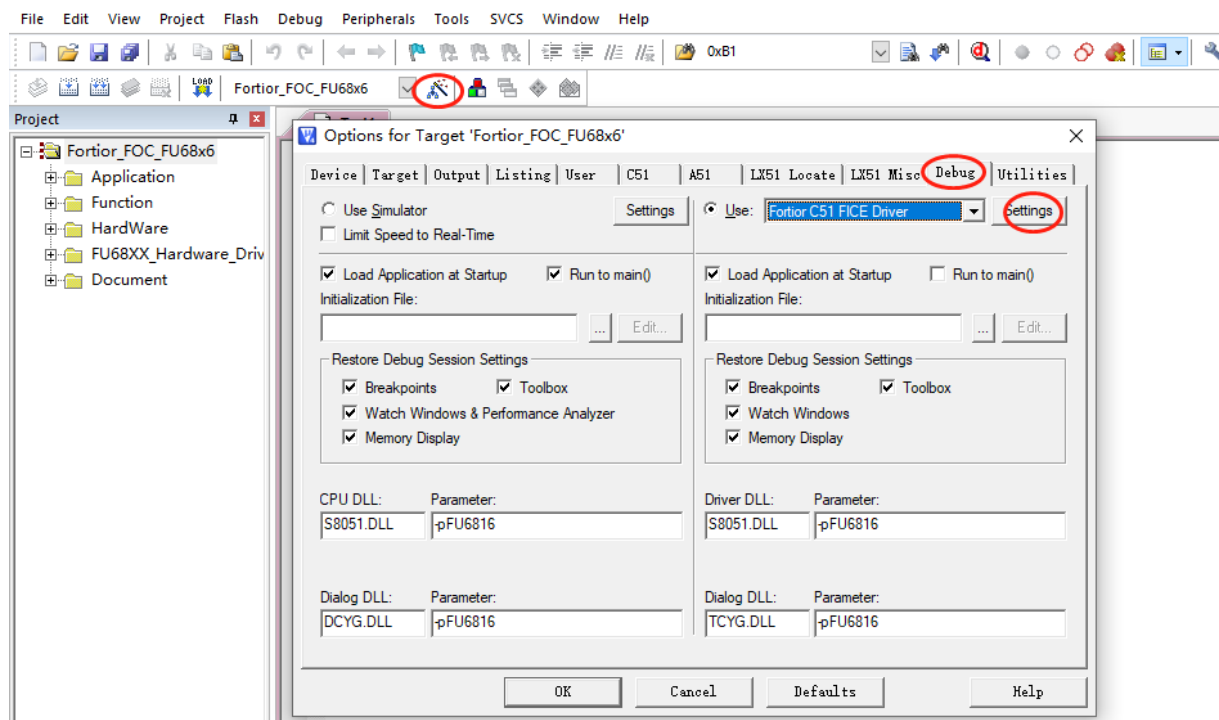 File Edit View Project Flash Debug Peripherals Tools SVCS Window Help
0xB1
LOAD Fortior_FOC_FU68x6
Project
Options for Target 'Fortior_FOC_FU68x6'
Fortior_FOC_FU68x6
Application
Function
HardWare
FU68XX_Hardware_Driv
Document
Device Target Output Listing User C51 A51 LX51 Locate LX51 Misc Debug Utilities
Use Simulator Settings Use: Fortior C51 FICE Driver Settings
Limit Speed to Real-Time
Load Application at Startup Run to main() Load Application at Startup Run to main()
Initialization File: Initialization File:
... Edit... ... Edit...
Restore Debug Session Settings Restore Debug Session Settings
Breakpoints Toolbox Breakpoints Toolbox
Watch Windows & Performance Analyzer Watch Windows
Memory Display Memory Display
CPU DLL: Parameter: Driver DLL: Parameter:
S8051.DLL -pFU6816 S8051.DLL -pFU6816
Dialog DLL: Parameter: Dialog DLL: Parameter:
DCYG.DLL -pFU6816 TCYG.DLL -pFU6816
OK Cancel Defaults Help